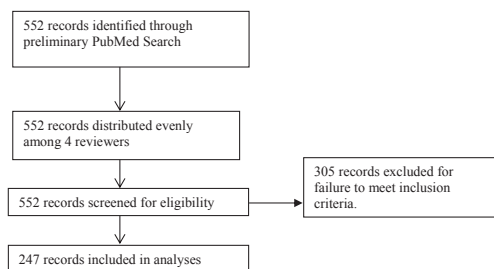 552 records identified through
preliminary PubMed Search
552 records distributed evenly
among 4 reviewers
552 records screened for eligibility
305 records excluded for
failure to meet inclusion
criteria.
247 records included in analyses